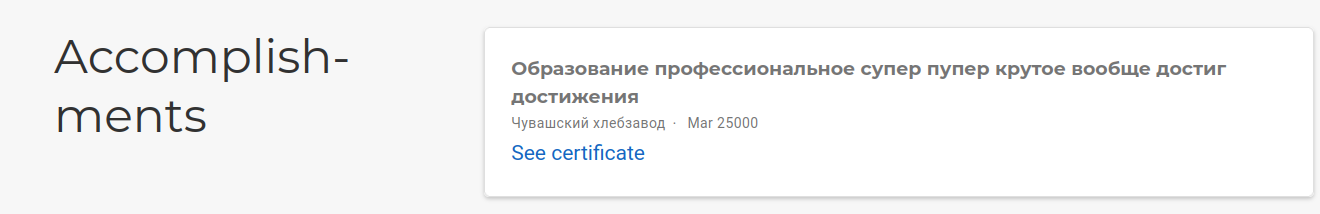 Accomplish-
ments
Образование профессиональное супер пупер крутое вообще достиг
достижения
Чувашский хлебзавод · Mar 25000
See certificate